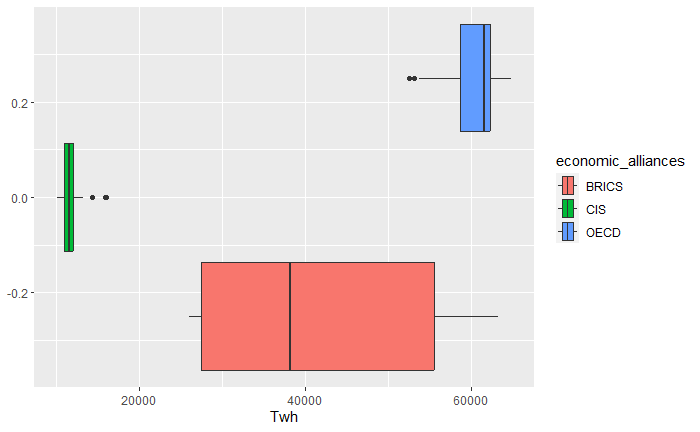 0.2
0.0
-0.2
20000
40000
60000
Twh
economic_alliances
BRICS
CIS
OECD